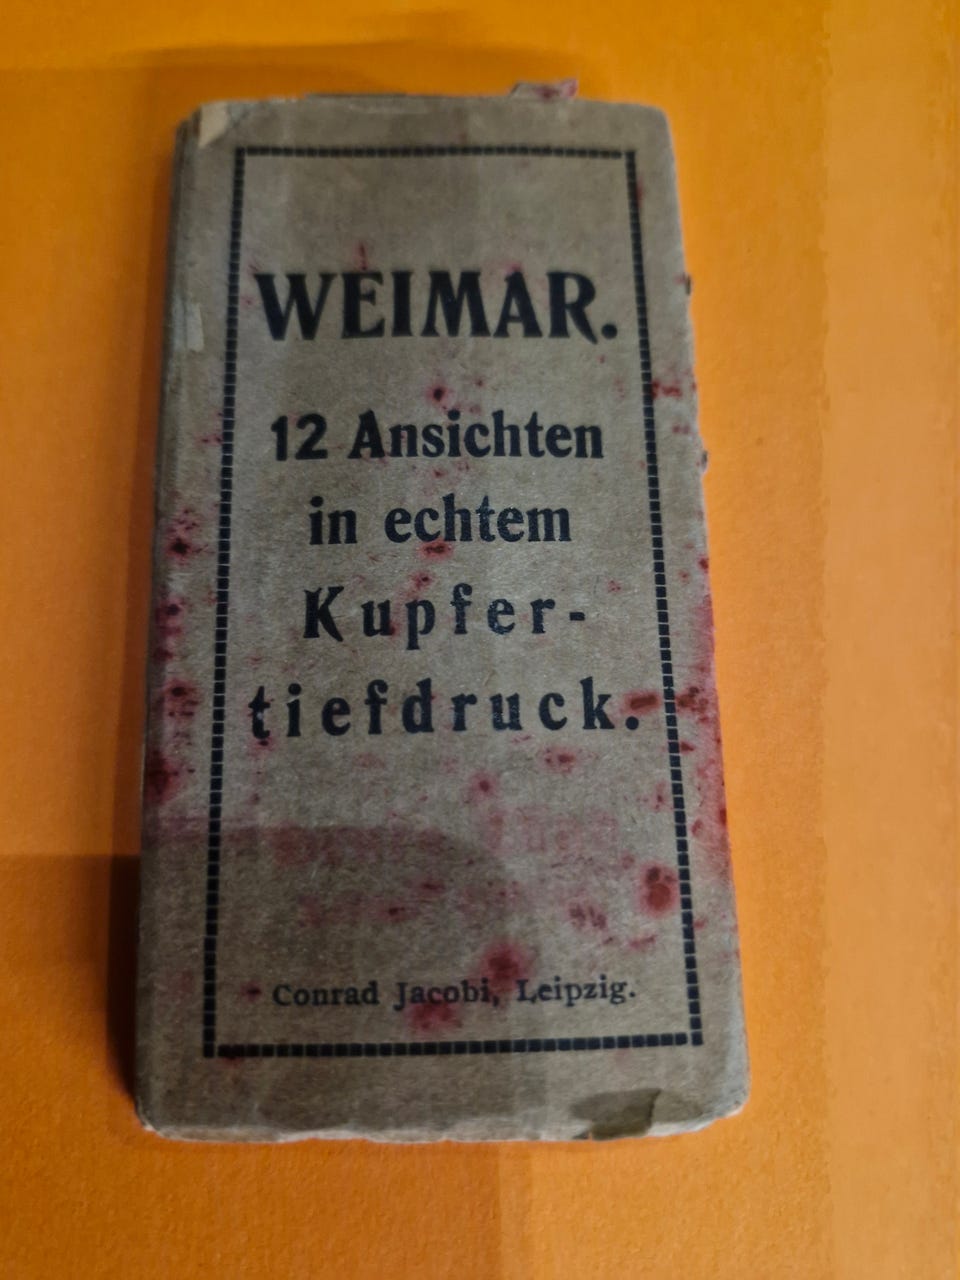 WEIMAR.
12 Ansichten
in echtem
Kupfer-
tiefdruck.
Conrad Jacobi, Leipzig.